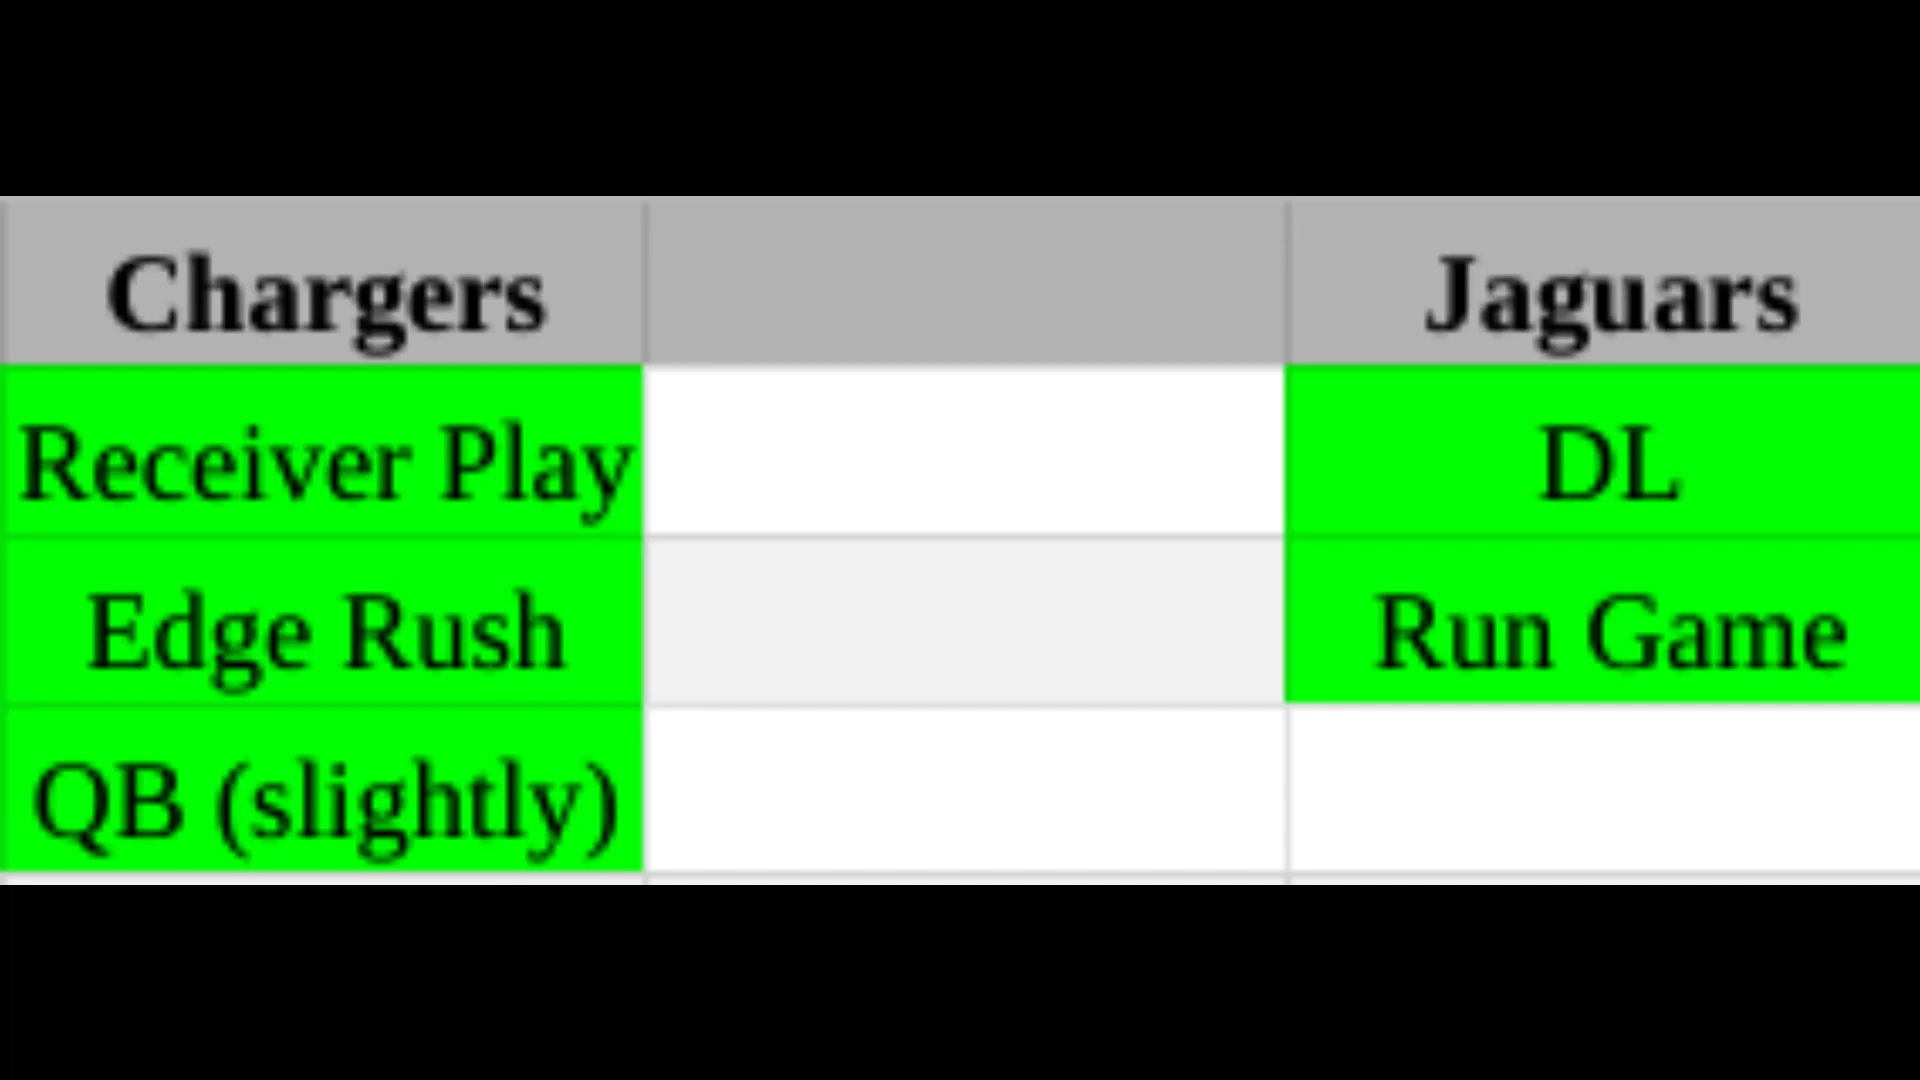 Chargers Jaguars
Receiver Play DL
Edge Rush Run Game
QB (slightly)